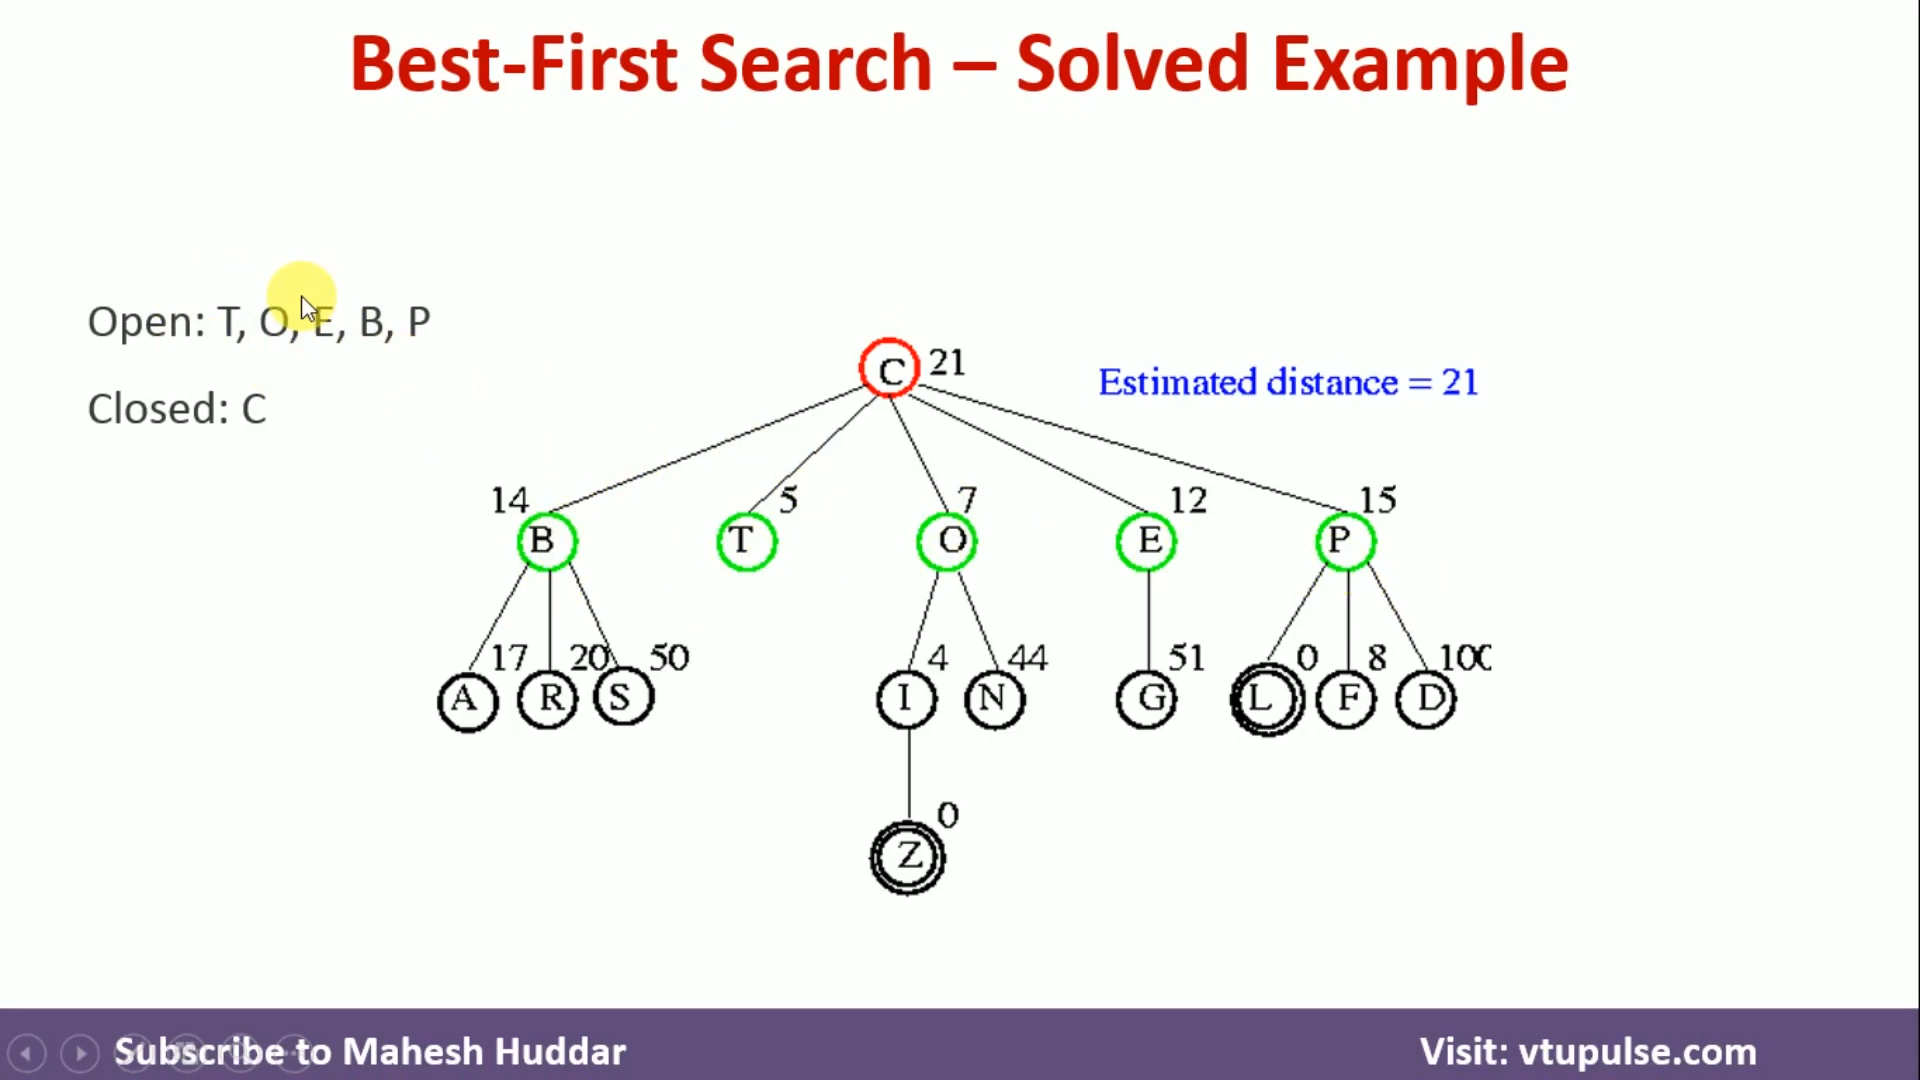 Best-First Search – Solved Example
Open: T, O, E, B, P
Closed: C
C 21
Estimated distance = 21
14 5 7 12 15
B T O E P
17 20 50 4 44 51 0 8 100
A R S I N G L F D
0
Z
Subscribe to Mahesh Huddar
Visit: vtupulse.com